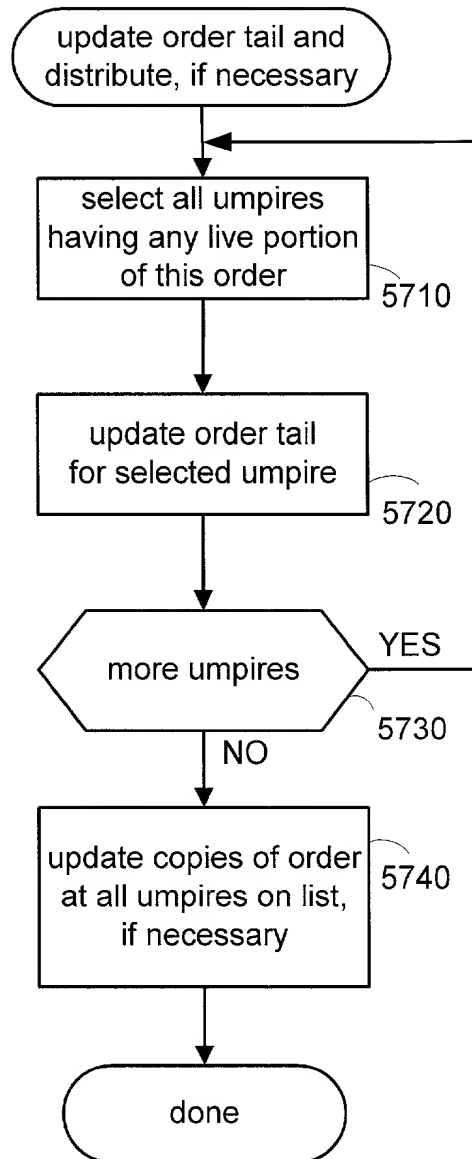 update order tail and
distribute, if necessary
select all umpires
having any live portion
of this order
5710
update order tail
for selected umpire
5720
more umpires
YES
5730
NO
update copies of order
at all umpires on list,
if necessary
5740
done